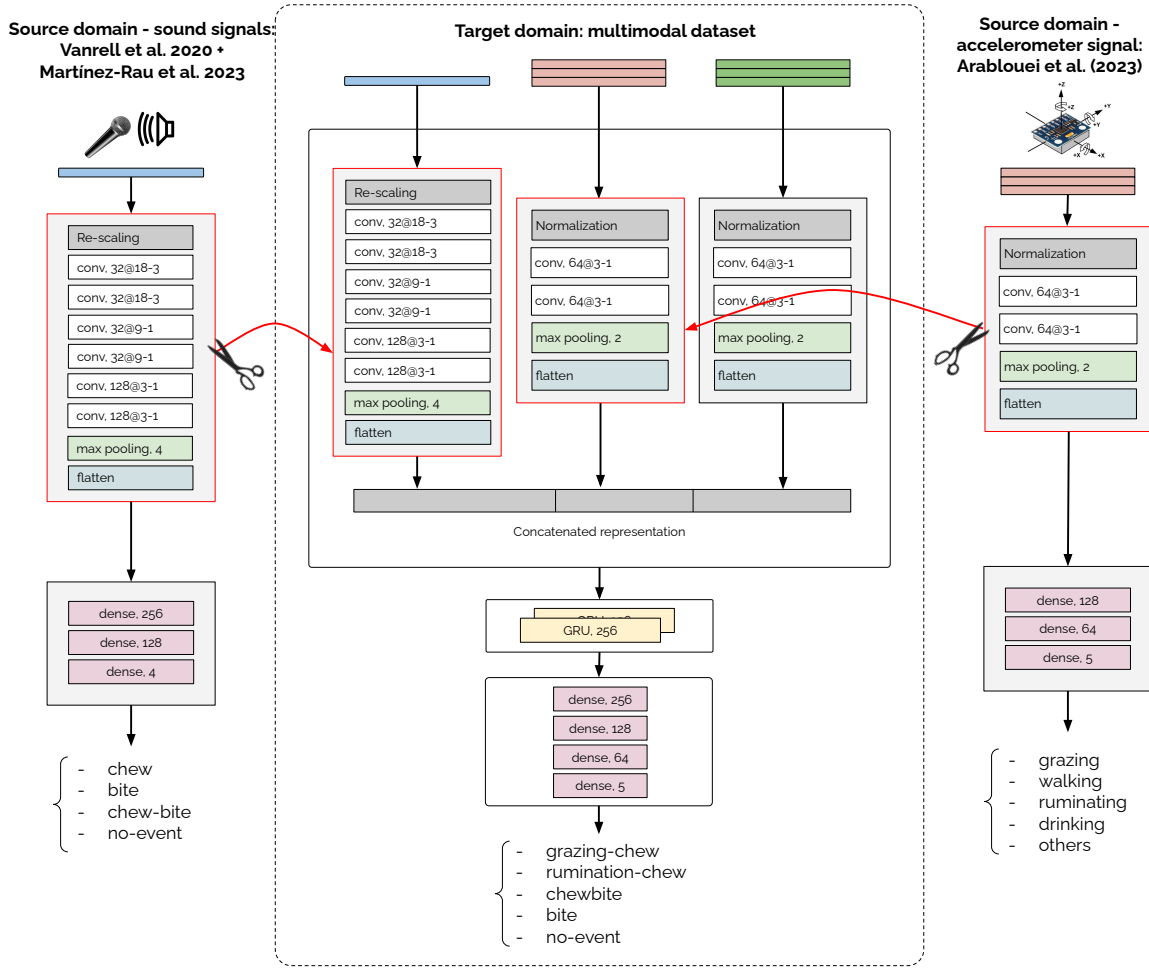 Source domain - sound signals:
Vanrell et al. 2020 +
Martínez-Rau et al. 2023
Re-scaling
conv, 32@18-3
conv, 32@18-3
conv, 32@9-1
conv, 32@9-1
conv, 128@3-1
conv, 128@3-1
max pooling, 4
flatten
dense, 256
dense, 128
dense, 4
- chew
- bite
- chew-bite
- no-event
Target domain: multimodal dataset
Re-scaling
conv, 32@18-3
conv, 32@18-3
conv, 32@9-1
conv, 32@9-1
conv, 128@3-1
conv, 128@3-1
max pooling, 4
flatten
Normalization
conv, 64@3-1
conv, 64@3-1
max pooling, 2
flatten
Normalization
conv, 64@3-1
conv, 64@3-1
max pooling, 2
flatten
Concatenated representation
GRU, 256
GRU, 256
dense, 256
dense, 128
dense, 64
dense, 5
- grazing-chew
- rumination-chew
- chewbite
- bite
- no-event
Source domain -
accelerometer signal:
Arablouei et al. (2023)
+Z
+Z
+Y
+Y
+X
+X
Normalization
conv, 64@3-1
conv, 64@3-1
max pooling, 2
flatten
dense, 128
dense, 64
dense, 5
- grazing
- walking
- ruminating
- drinking
- others